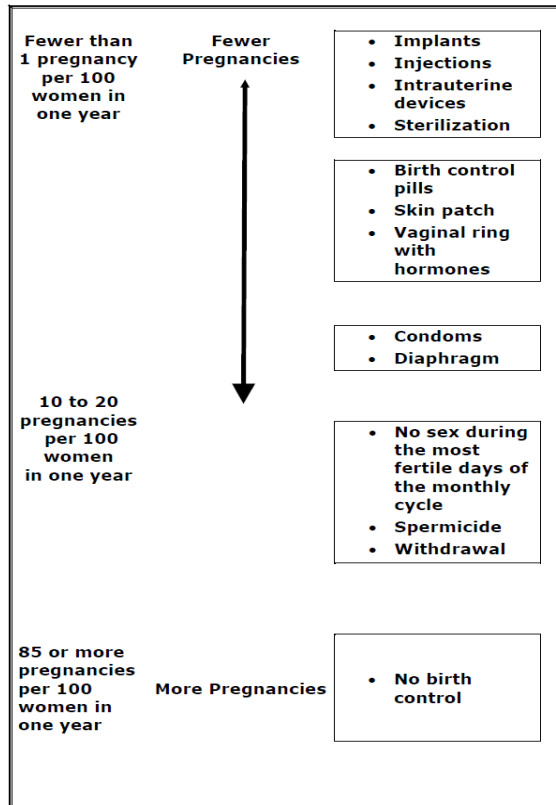 Fewer than
1 pregnancy
per 100
women in
one year
Fewer
Pregnancies
• Implants
• Injections
• Intrauterine
devices
• Sterilization
• Birth control
pills
• Skin patch
• Vaginal ring
with
hormones
• Condoms
• Diaphragm
10 to 20
pregnancies
per 100
women
in one year
• No sex during
the most
fertile days of
the monthly
cycle
• Spermicide
• Withdrawal
85 or more
pregnancies
per 100
women in
one year
More Pregnancies
• No birth
control